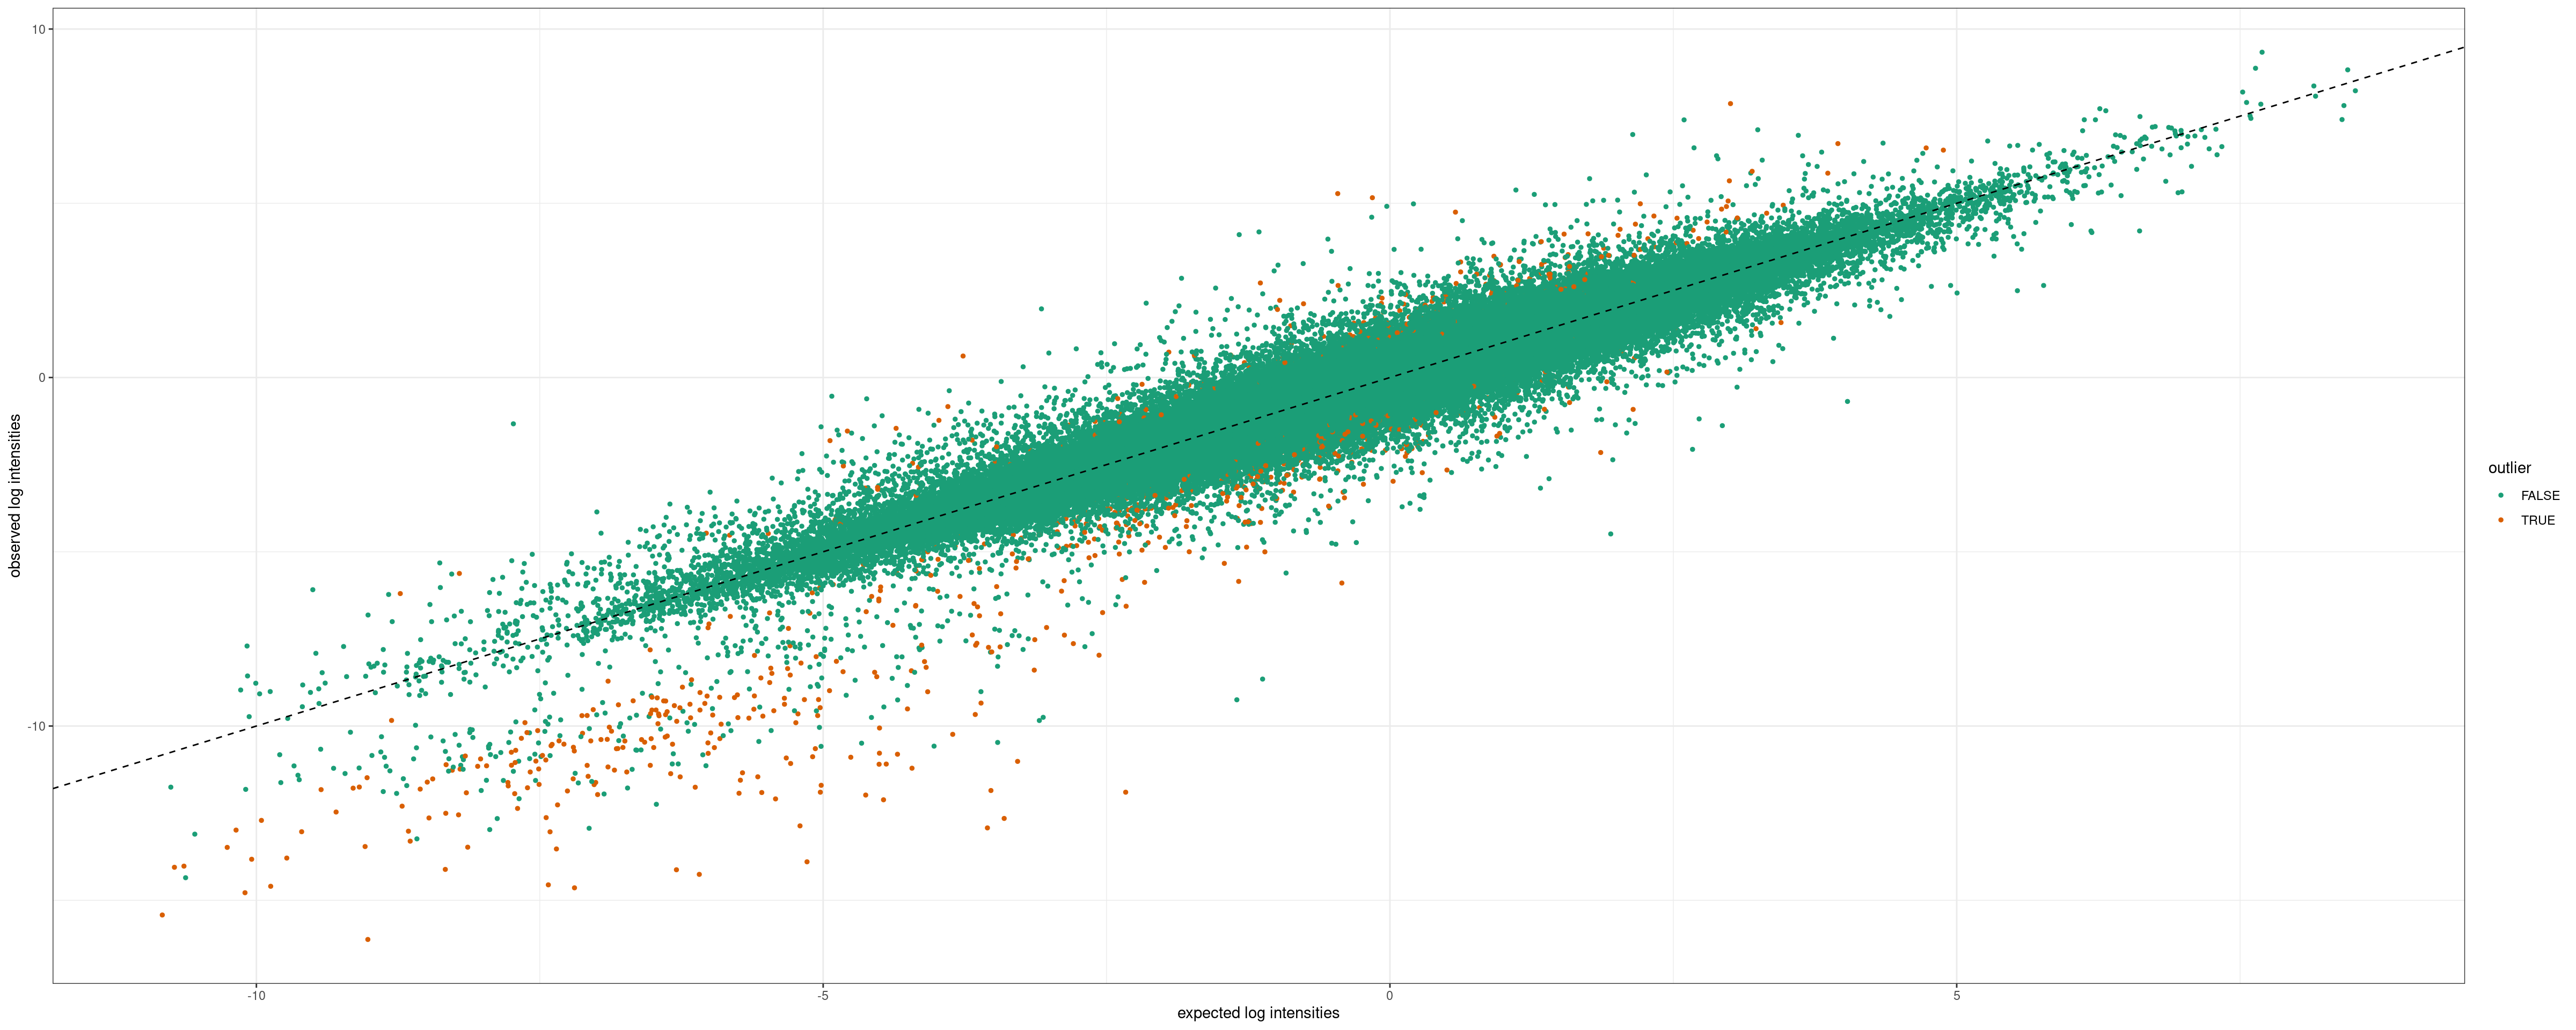 10
0
-10
observed log intensities
-10
-5
0
5
expected log intensities
outlier
FALSE
TRUE